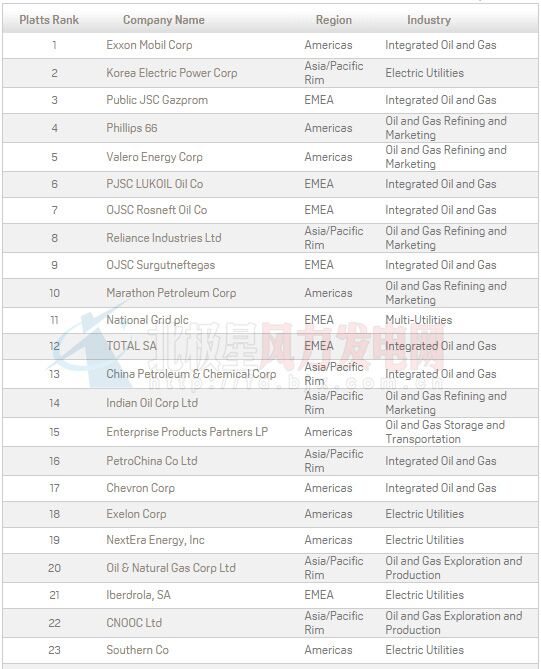 Platts Rank Company Name Region Industry
1 Exxon Mobil Corp Americas Integrated Oil and Gas
2 Korea Electric Power Corp Asia/Pacific Rim Electric Utilities
3 Public JSC Gazprom EMEA Integrated Oil and Gas
4 Phillips 66 Americas Oil and Gas Refining and Marketing
5 Valero Energy Corp Americas Oil and Gas Refining and Marketing
6 PJSC LUKOIL Oil Co EMEA Integrated Oil and Gas
7 OJSC Rosneft Oil Co EMEA Integrated Oil and Gas
8 Reliance Industries Ltd Asia/Pacific Rim Oil and Gas Refining and Marketing
9 OJSC Surgutneftegas EMEA Integrated Oil and Gas
10 Marathon Petroleum Corp Americas Oil and Gas Refining and Marketing
11 National Grid plc EMEA Multi-Utilities
12 TOTAL SA EMEA Integrated Oil and Gas
13 China Petroleum & Chemical Corp Asia/Pacific Rim Integrated Oil and Gas
14 Indian Oil Corp Ltd Asia/Pacific Rim Oil and Gas Refining and Marketing
15 Enterprise Products Partners LP Americas Oil and Gas Storage and Transportation
16 PetroChina Co Ltd Asia/Pacific Rim Integrated Oil and Gas
17 Chevron Corp Americas Integrated Oil and Gas
18 Exelon Corp Americas Electric Utilities
19 NextEra Energy, Inc Americas Electric Utilities
20 Oil & Natural Gas Corp Ltd Asia/Pacific Rim Oil and Gas Exploration and Production
21 Iberdrola, SA EMEA Electric Utilities
22 CNOOC Ltd Asia/Pacific Rim Oil and Gas Exploration and Production
23 Southern Co Americas Electric Utilities
北极星风力发电网